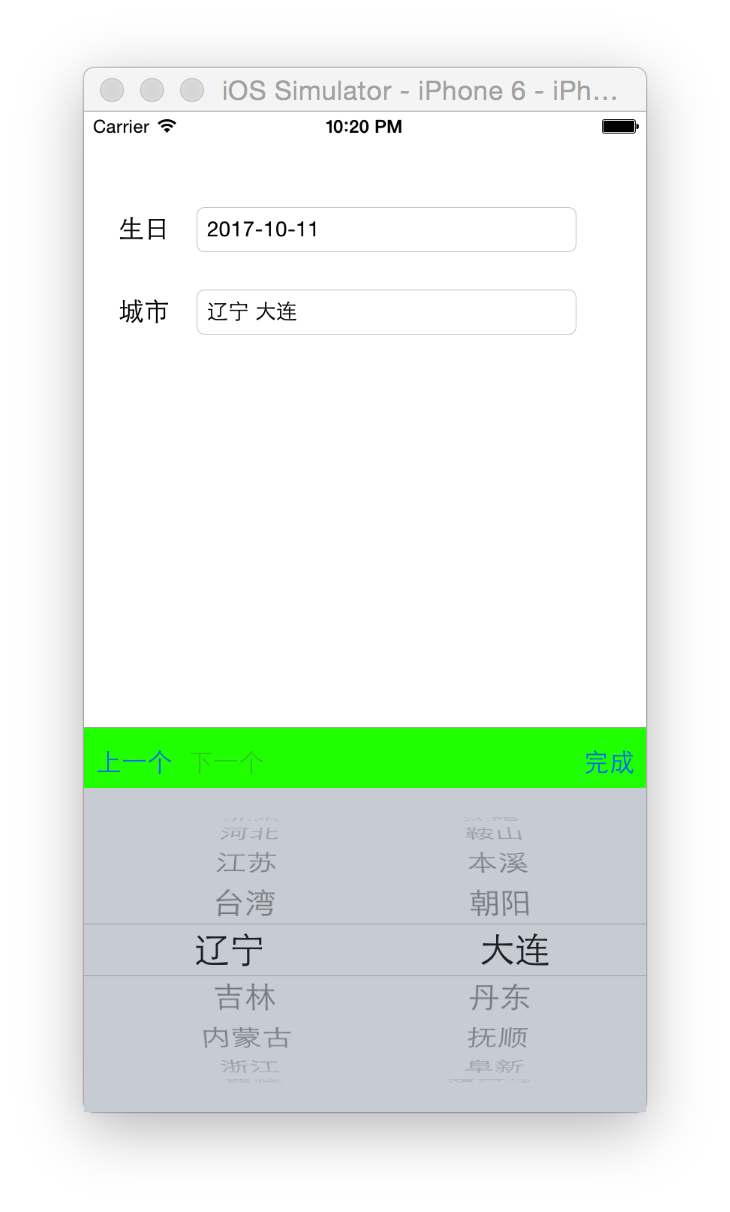 iOS Simulator - iPhone 6 - iPh...
Carrier 10:20 PM
生日 2017-10-11
城市 辽宁 大连
上一个 下一个 完成
河北 鞍山
江苏 本溪
台湾 朝阳
辽宁 大连
吉林 丹东
内蒙古 抚顺
浙江 阜新